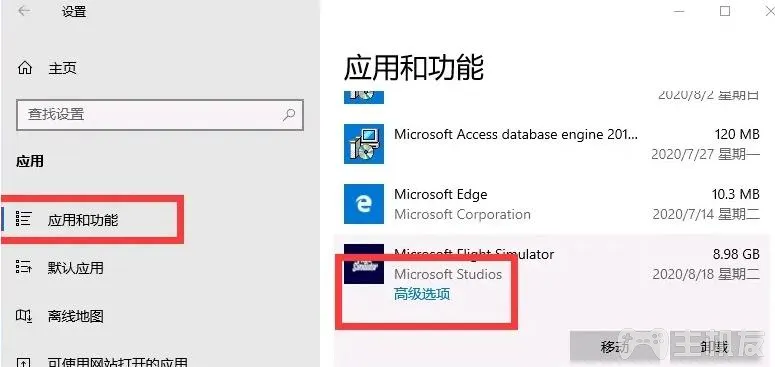 设置
主页
查找设置
应用
应用和功能
默认应用
离线地图
可使用网站打开的应用
应用和功能
2020/8/2 星期日
Microsoft Access database engine 201... 120 MB
2020/7/27 星期一
Microsoft Edge 10.3 MB
Microsoft Corporation 2020/7/14 星期二
Microsoft Flight Simulator 8.98 GB
Simulator
Microsoft Studios 2020/8/18 星期二
高级选项
移动 卸载
主机友